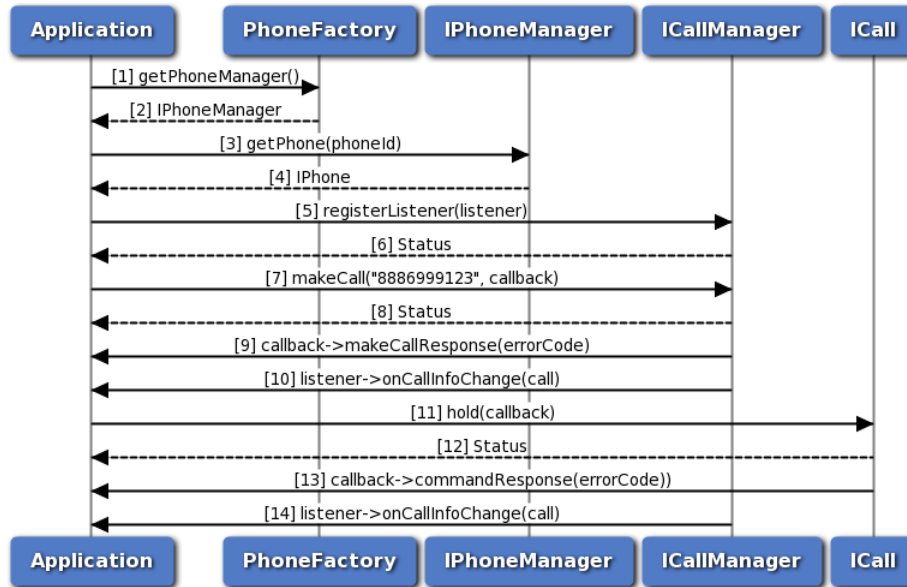 Application PhoneFactory IPhoneManager ICallManager ICall
[1] getPhoneManager()
[2] IPhoneManager
[3] getPhone(phoneId)
[4] IPhone
[5] registerListener(listener)
[6] Status
[7] makeCall("8886999123", callback)
[8] Status
[9] callback->makeCallResponse(errorCode)
[10] listener->onCallInfoChange(call)
[11] hold(callback)
[12] Status
[13] callback->commandResponse(errorCode))
[14] listener->onCallInfoChange(call)
Application PhoneFactory IPhoneManager ICallManager ICall